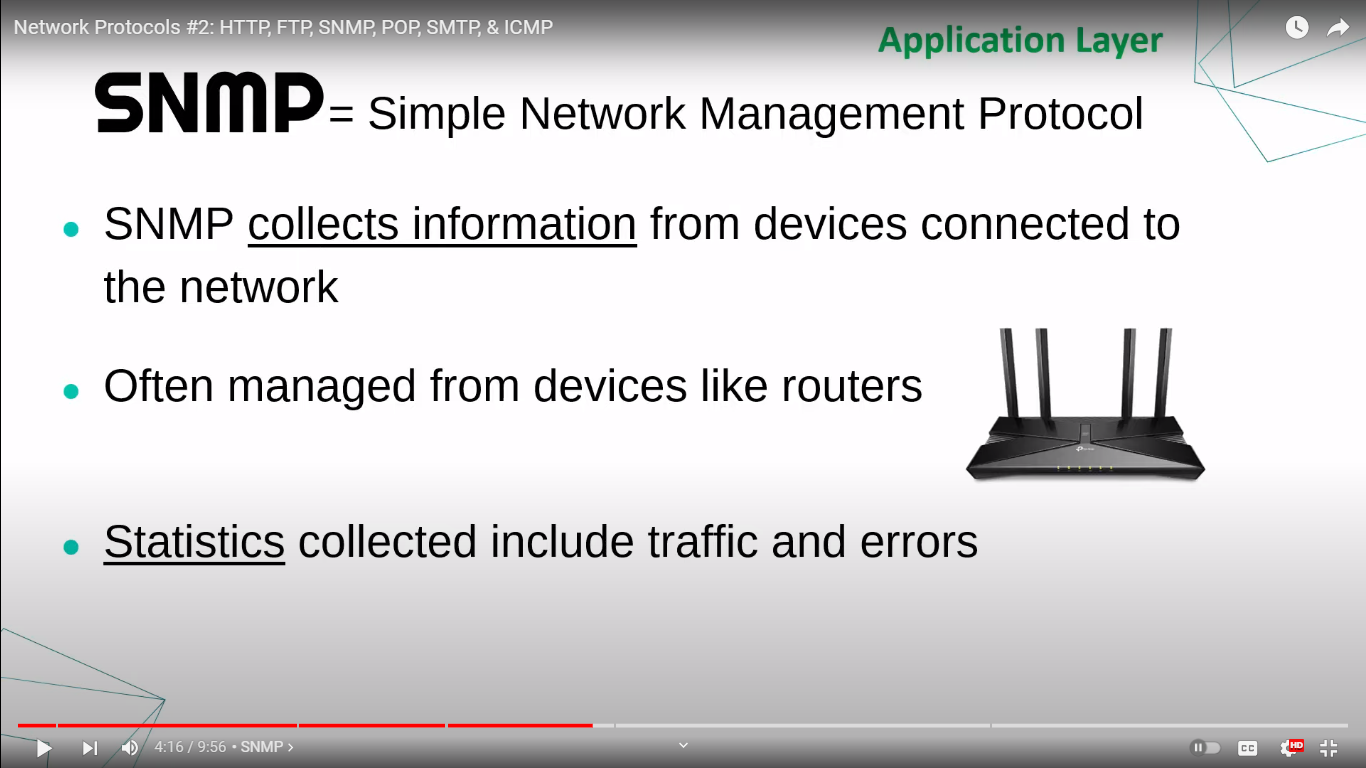 Network Protocols #2: HTTP, FTP, SNMP, POP, SMTP, & ICMP
Application Layer
SNMP = Simple Network Management Protocol
SNMP collects information from devices connected to
the network
Often managed from devices like routers
Statistics collected include traffic and errors
4:16 / 9:56 • SNMP
CC
HD